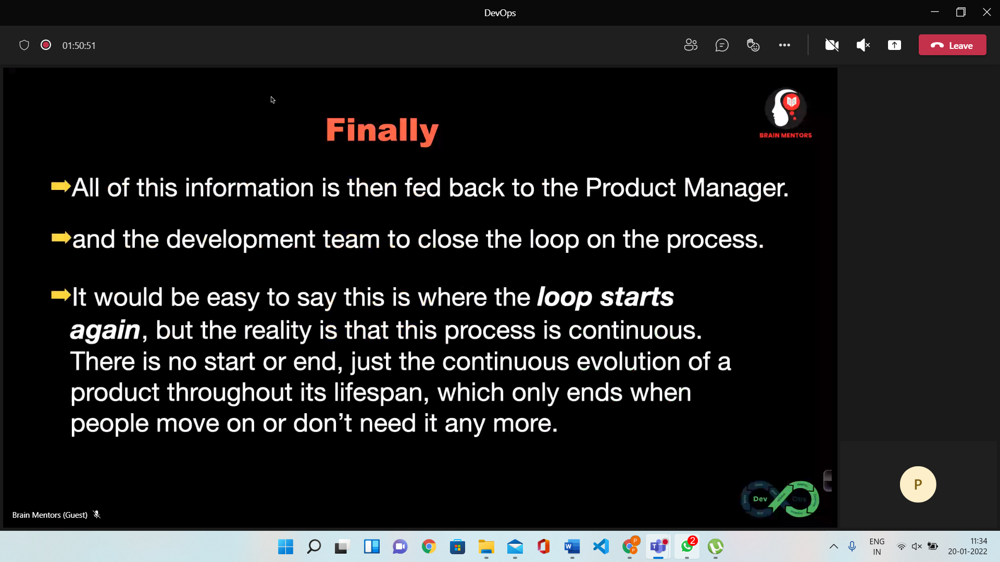 DevOps
01:50:51
Leave
Finally
BRAIN MENTORS
All of this information is then fed back to the Product Manager.
and the development team to close the loop on the process.
It would be easy to say this is where the loop starts
again, but the reality is that this process is continuous.
There is no start or end, just the continuous evolution of a
product throughout its lifespan, which only ends when
people move on or don’t need it any more.
Dev
Ops
P
Brain Mentors (Guest)
2
ENG
IN
11:34
20-01-2022